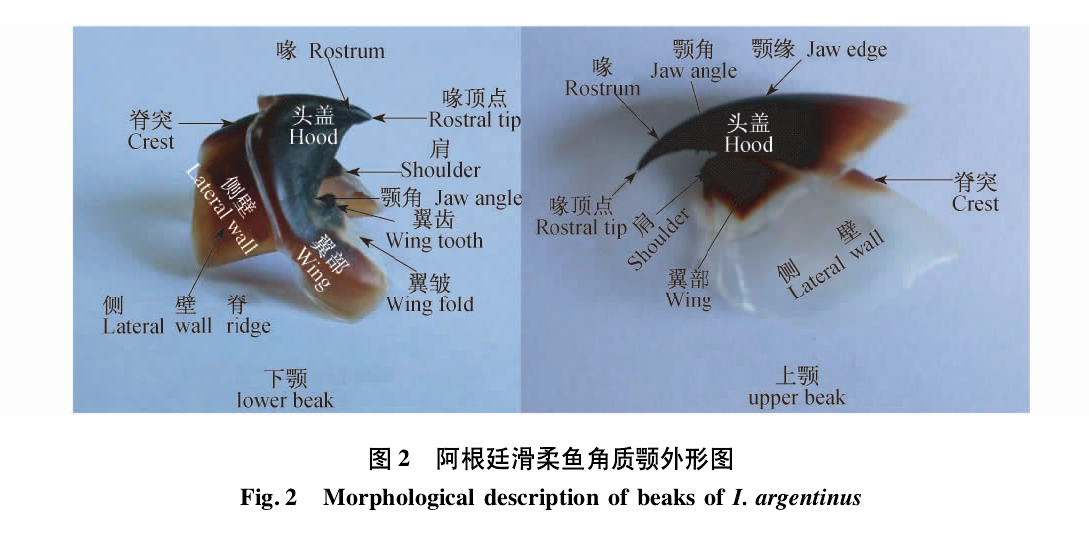 喙 Rostrum
喙顶点
Rostral tip
脊突
Crest
头盖
Hood
肩
Shoulder
颚角 Jaw angle
翼齿
Wing tooth
侧壁
Lateral wall
翼部
Wing
翼皱
Wing fold
侧 壁 脊
Lateral wall ridge
下颚
lower beak
颚角
Jaw angle
颚缘 Jaw edge
喙
Rostrum
头盖
Hood
脊突
Crest
喙顶点
Rostral tip
肩
Shoulder
翼部
Wing
侧 壁
Lateral wall
上颚
upper beak
图 2 阿根廷滑柔鱼角质颚外形图
Fig. 2 Morphological description of beaks of I. argentinus